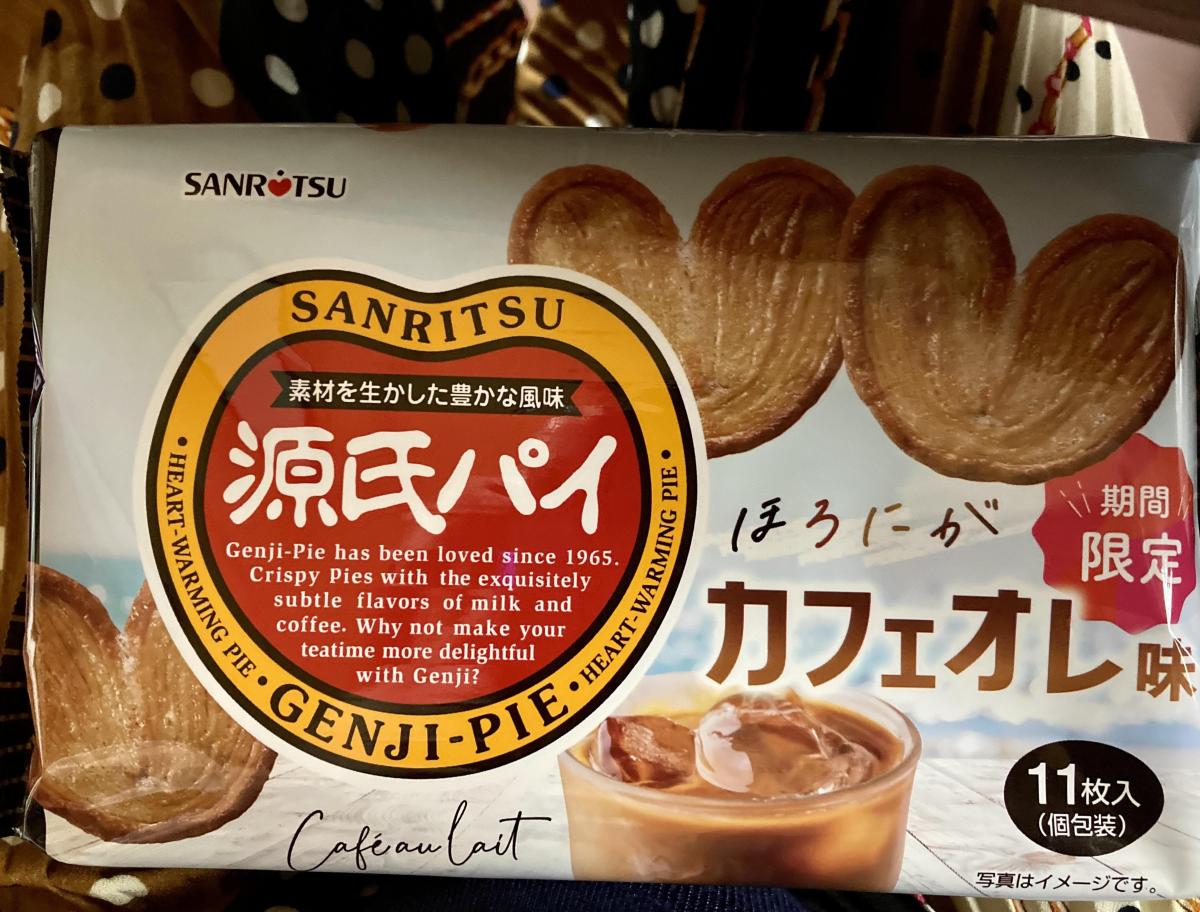 SANRITSU
SANRITSU
素材を生かした豊かな風味
源氏パイ
Genji-Pie has been loved since 1965.
Crispy Pies with the exquisitely
subtle flavors of milk and
coffee. Why not make your
teatime more delightful
with Genji?
• HEART-WARMING PIE •
GENJI-PIE
• HEART-WARMING PIE •
Café au lait
ほろにが
カフェオレ味
期間
限定
11枚入
(個包装)
写真はイメージです。